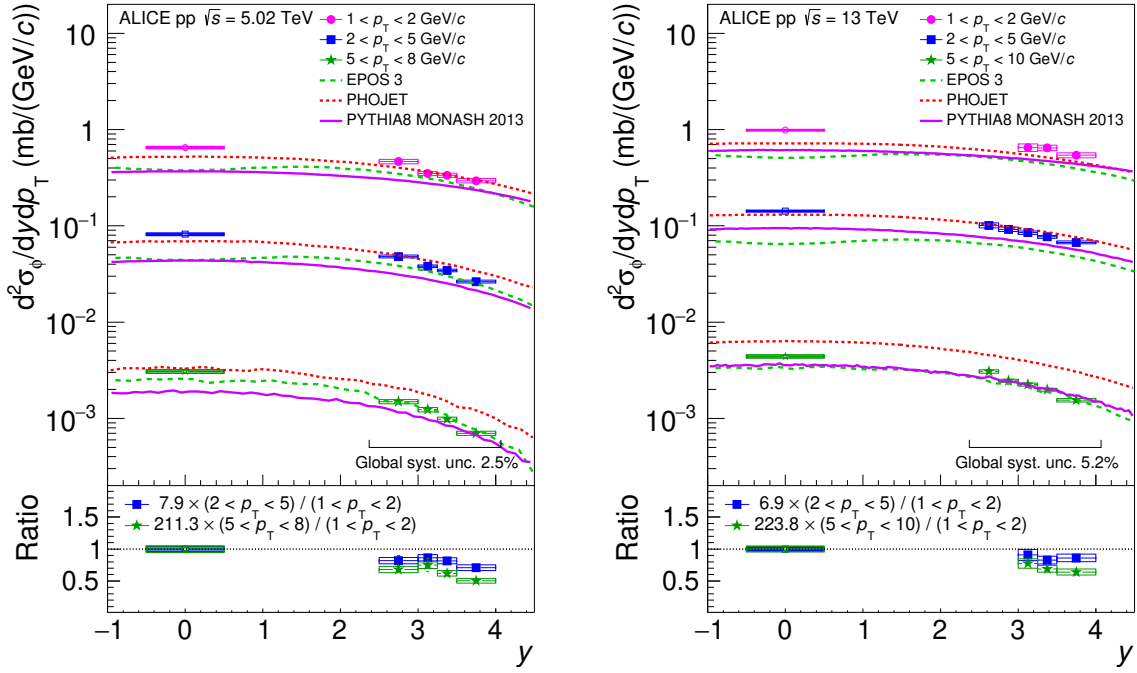 ALICE pp √s = 5.02 TeV
1 < p_T < 2 GeV/c
2 < p_T < 5 GeV/c
5 < p_T < 8 GeV/c
EPOS 3
PHOJET
PYTHIA8 MONASH 2013
d²σ_ϕ/dydp_T (mb/(GeV/c))
10
1
10⁻¹
10⁻²
10⁻³
Global syst. unc. 2.5%
7.9 × (2 < p_T < 5) / (1 < p_T < 2)
211.3 × (5 < p_T < 8) / (1 < p_T < 2)
Ratio
1.5
1
0.5
−1 0 1 2 3 4
y
ALICE pp √s = 13 TeV
1 < p_T < 2 GeV/c
2 < p_T < 5 GeV/c
5 < p_T < 10 GeV/c
EPOS 3
PHOJET
PYTHIA8 MONASH 2013
d²σ_ϕ/dydp_T (mb/(GeV/c))
10
1
10⁻¹
10⁻²
10⁻³
Global syst. unc. 5.2%
6.9 × (2 < p_T < 5) / (1 < p_T < 2)
223.8 × (5 < p_T < 10) / (1 < p_T < 2)
Ratio
1.5
1
0.5
−1 0 1 2 3 4
y